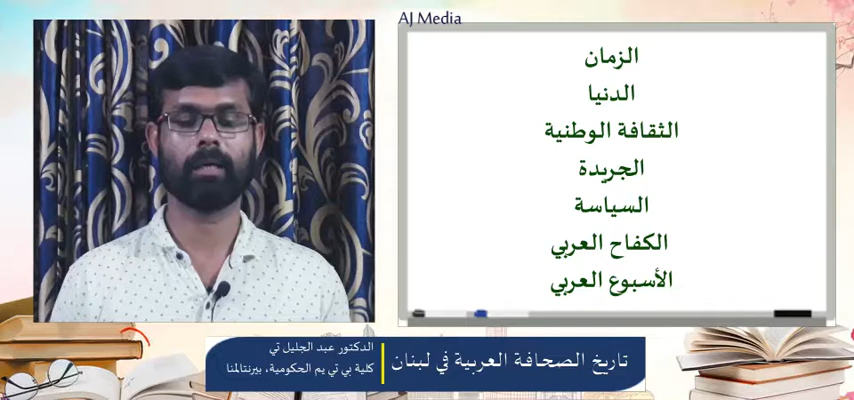 AJ Media
الزمان
الدنيا
الثقافة الوطنية
الجريدة
السياسة
الكفاح العربي
الأسبوع العربي
تاريخ الصحافة العربية في لبنان
الدكتور عبد الجليل تي
كلية بي تي يم الحكومية، بيرنتالمنا